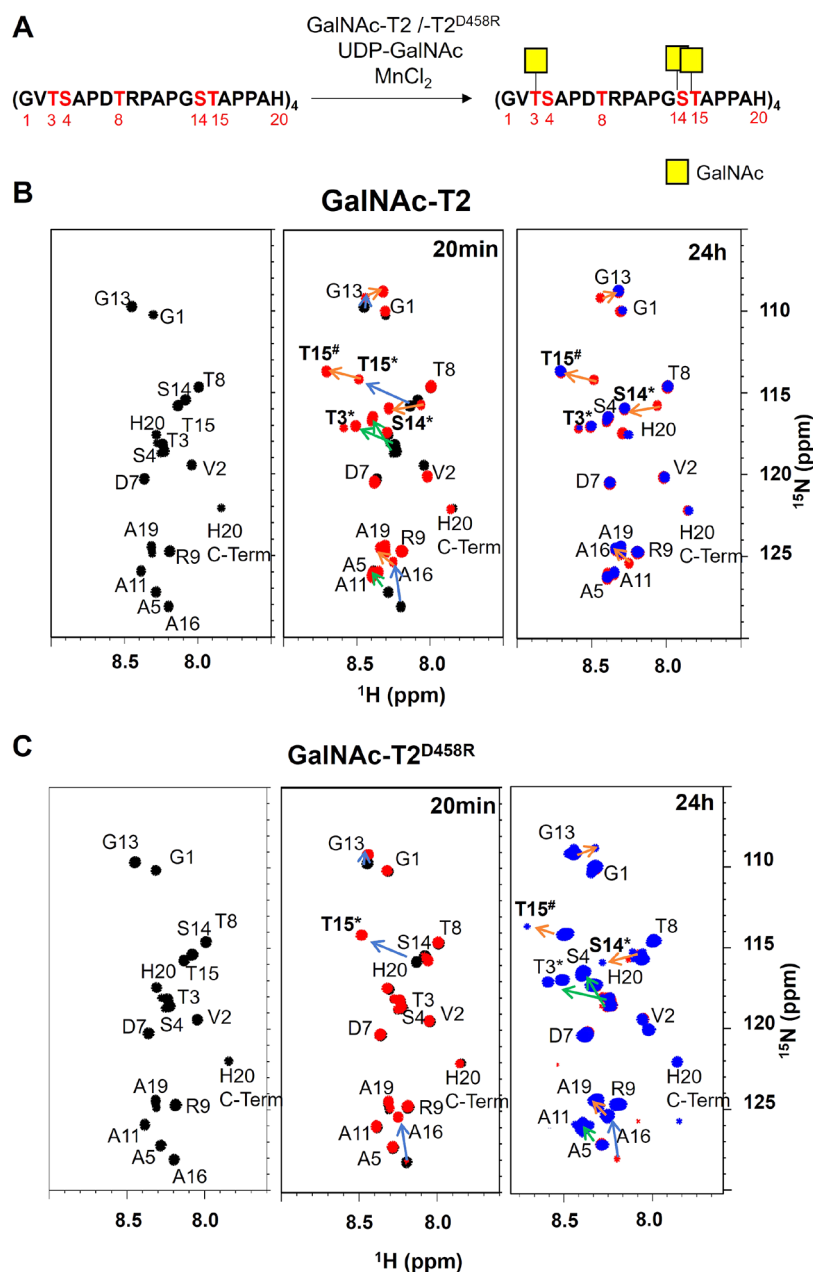 A
GalNAc-T2 /-T2D458R
UDP-GalNAc
MnCl2
(GVTSAPDTRPAPGSTAPPAH)4
1 3 4 8 14 15 20
(GVTSAPDTRPAPGSTAPPAH)4
1 3 4 8 14 15 20
GalNAc
B
GalNAc-T2
20min
24h
G13
G1
T8
S14
T15
H20
T3
S4
V2
D7
H20
C-Term
A19
R9
A11
A5
A16
G13
G1
T15#
T15*
T8
T3*
S14*
D7
V2
H20
C-Term
A19
R9
A5
A16
A11
G13
G1
T15#
T8
S14*
S4
T3*
H20
D7
V2
H20
C-Term
A19
A16
R9
A11
A5
110
115
120
125
15N (ppm)
8.5 8.0
8.5 8.0
8.5 8.0
1H (ppm)
C
GalNAc-T2D458R
20min
24h
G13
G1
T8
S14
T15
H20
T3
S4
V2
D7
H20
C-Term
A19
R9
A11
A5
A16
G13
G1
T15*
T8
S14
H20
T3
S4
V2
D7
H20
C-Term
A19
R9
A16
A11
A5
G13
G1
T15#
T8
S14*
S4
T3*
H20
V2
D7
H20
C-Term
A19
R9
A11
A16
A5
110
115
120
125
15N (ppm)
8.5 8.0
8.5 8.0
8.5 8.0
1H (ppm)